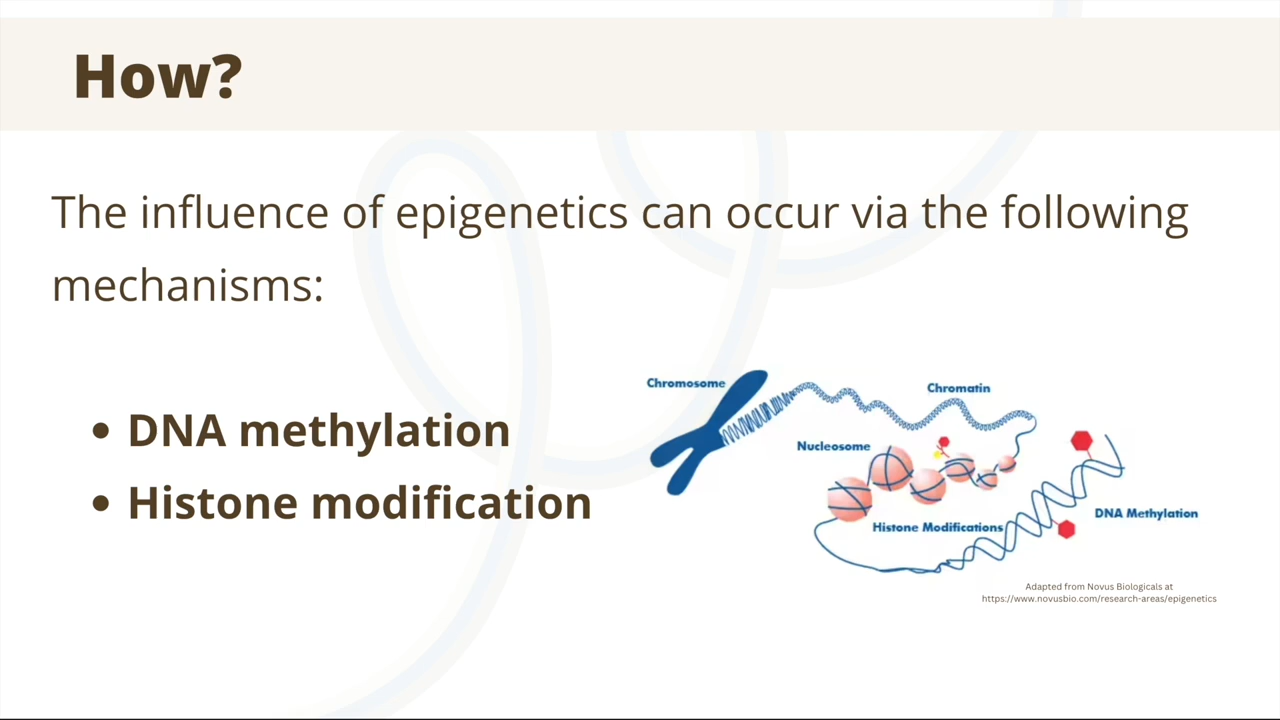 How?
The influence of epigenetics can occur via the following
mechanisms:
• DNA methylation
• Histone modification
Chromosome
Chromatin
Nucleosome
Histone Modifications
DNA Methylation
Adapted from Novus Biologicals at
https://www.novusbio.com/research-areas/epigenetics